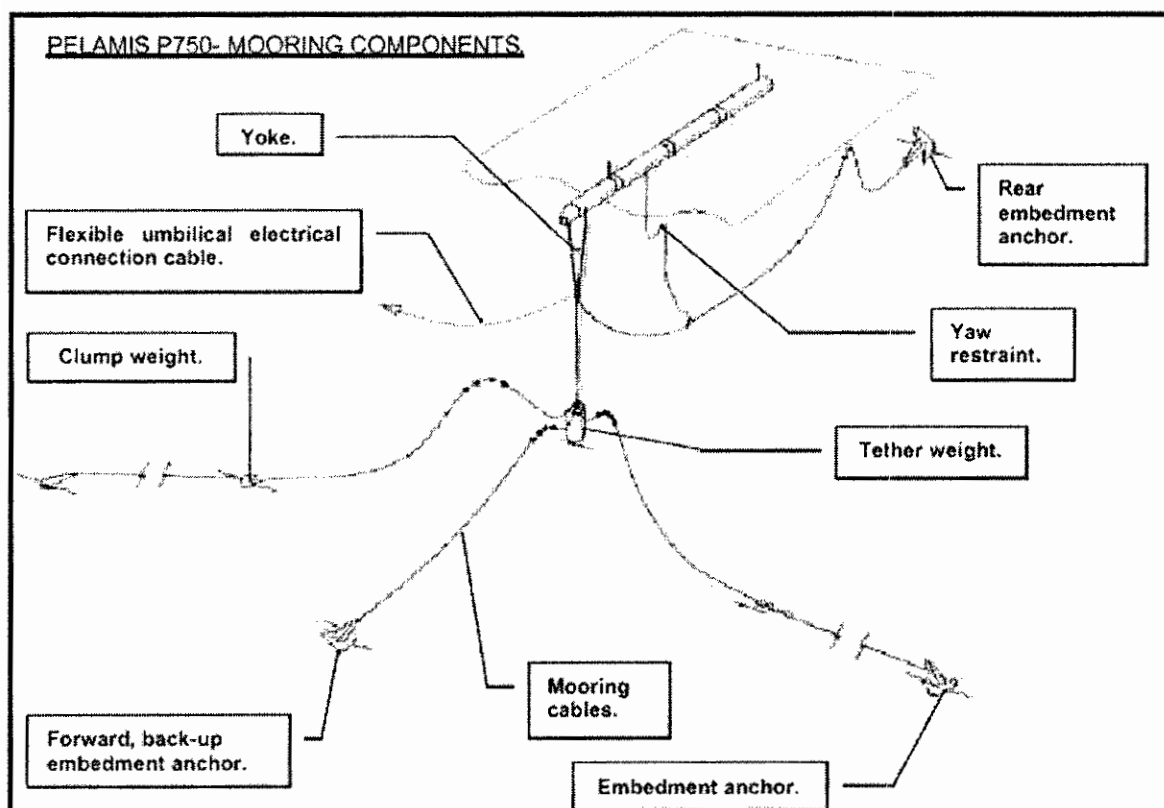 PELAMIS P750- MOORING COMPONENTS.
Yoke.
Rear
embedment
anchor.
Flexible umbilical electrical
connection cable.
Yaw
restraint.
Clump weight.
Tether weight.
Mooring
cables.
Forward, back-up
embedment anchor.
Embedment anchor.